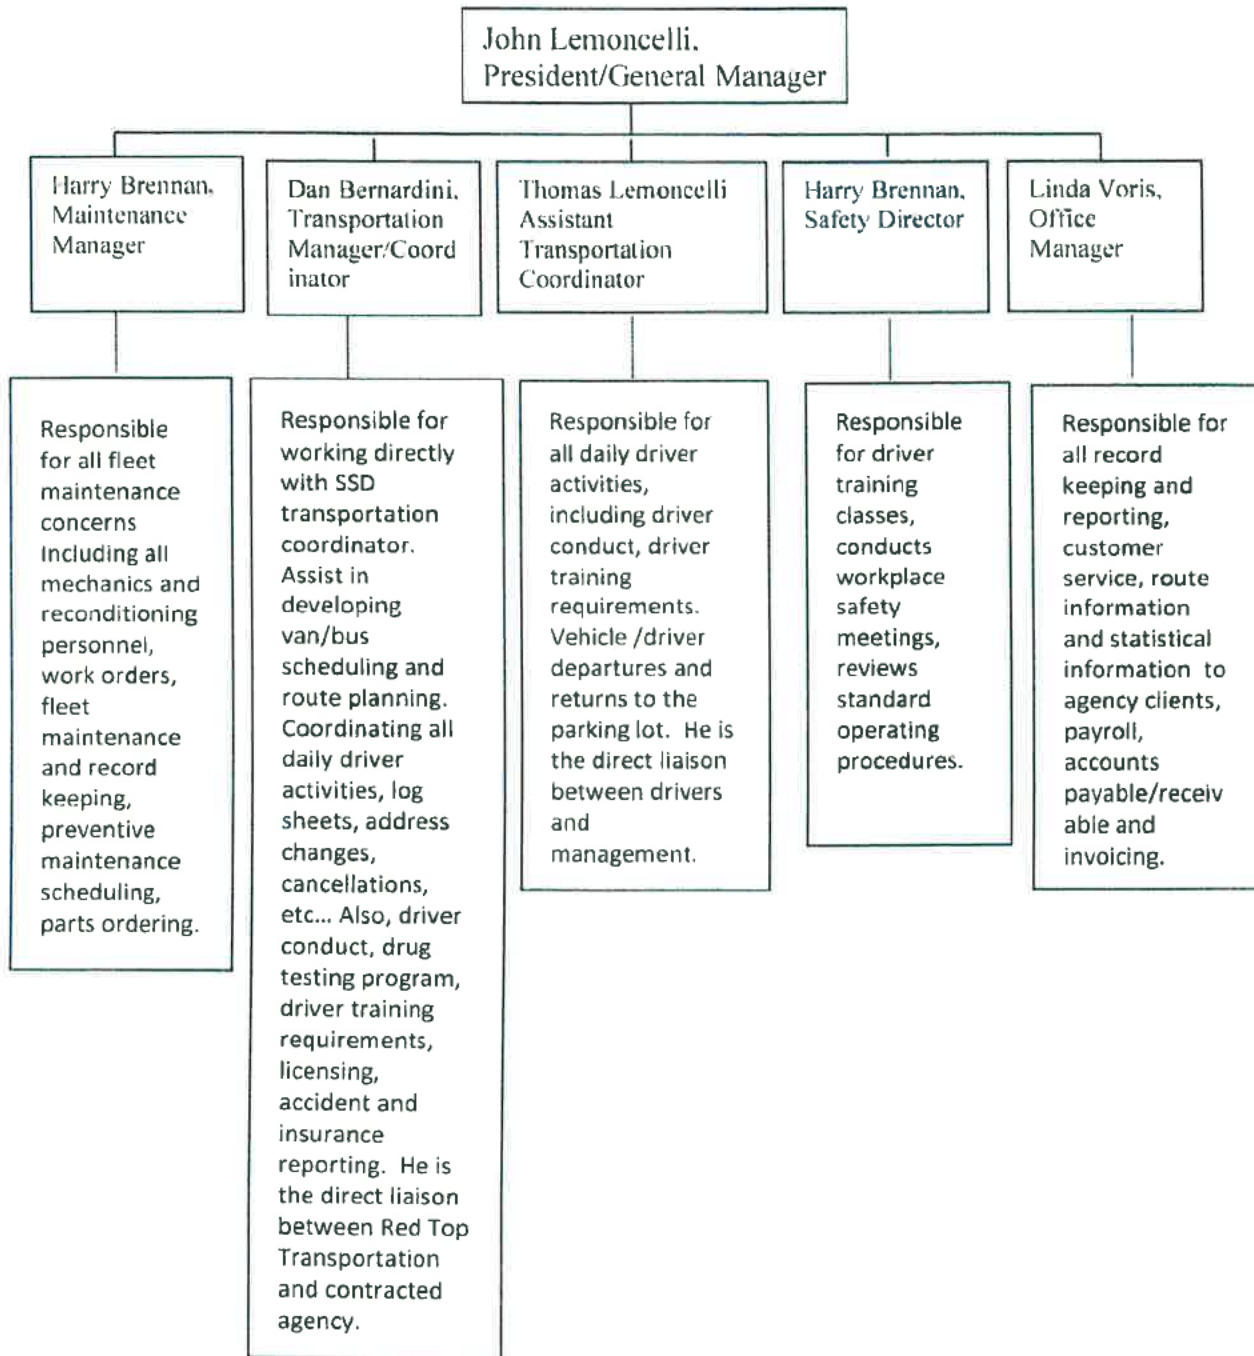 John Lemoncelli,
President/General Manager
Harry Brennan,
Maintenance
Manager
Dan Bernardini,
Transportation
Manager/Coord
inator
Thomas Lemoncelli
Assistant
Transportation
Coordinator
Harry Brennan,
Safety Director
Linda Voris,
Office
Manager
Responsible
for all fleet
maintenance
concerns
Including all
mechanics and
reconditioning
personnel,
work orders,
fleet
maintenance
and record
keeping,
preventive
maintenance
scheduling,
parts ordering.
Responsible for
working directly
with SSD
transportation
coordinator.
Assist in
developing
van/bus
scheduling and
route planning.
Coordinating all
daily driver
activities, log
sheets, address
changes,
cancellations,
etc... Also, driver
conduct, drug
testing program,
driver training
requirements,
licensing,
accident and
insurance
reporting. He is
the direct liaison
between Red Top
Transportation
and contracted
agency.
Responsible for
all daily driver
activities,
including driver
conduct, driver
training
requirements.
Vehicle /driver
departures and
returns to the
parking lot. He is
the direct liaison
between drivers
and
management.
Responsible
for driver
training
classes,
conducts
workplace
safety
meetings,
reviews
standard
operating
procedures.
Responsible for
all record
keeping and
reporting,
customer
service, route
information
and statistical
information to
agency clients,
payroll,
accounts
payable/receiv
able and
invoicing.